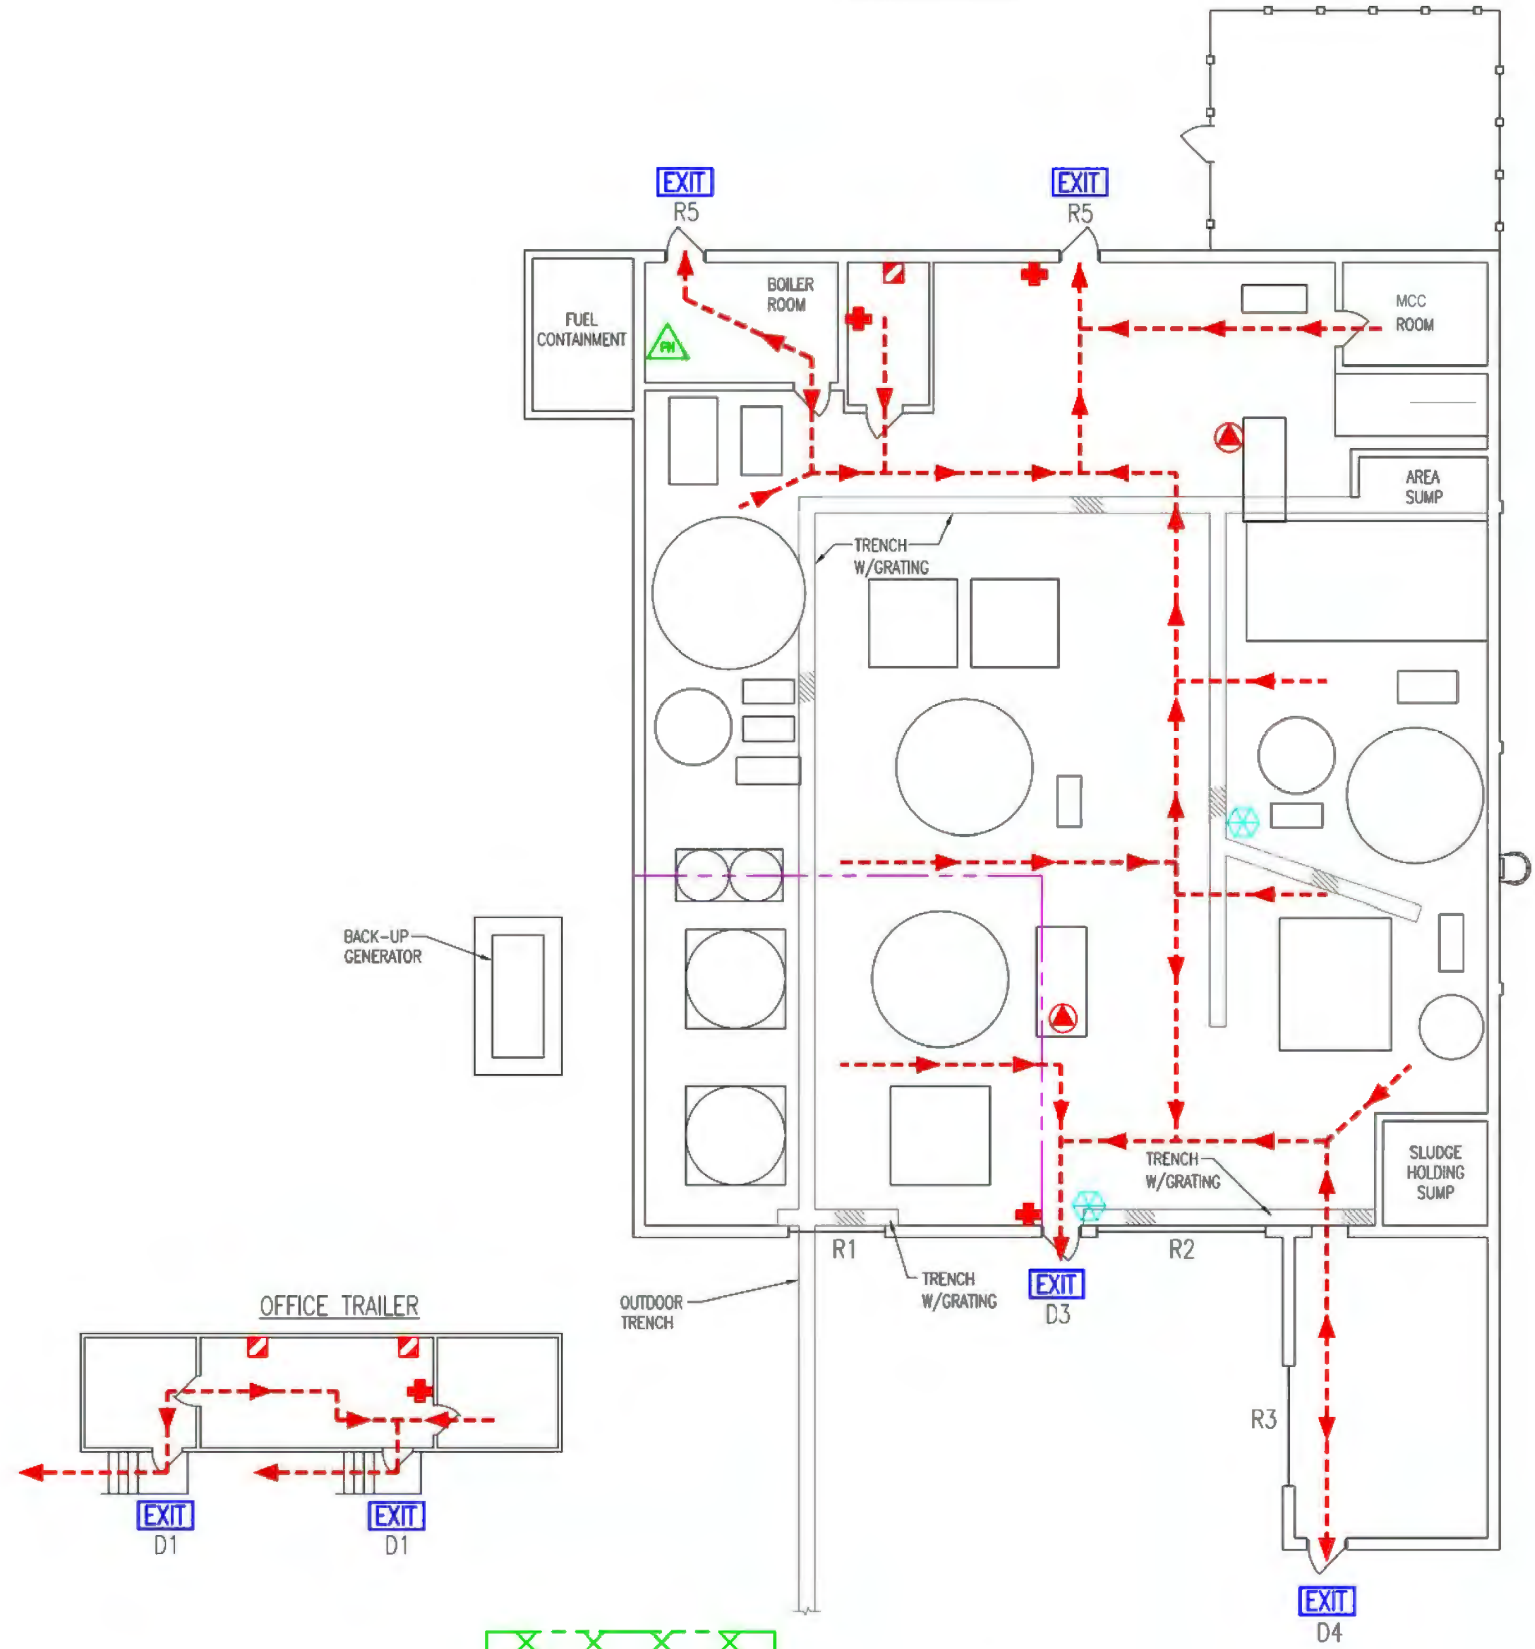 EXIT
R5
EXIT
R5
BOILER
ROOM
FUEL
CONTAINMENT
MCC
ROOM
PH
AREA
SUMP
TRENCH
W/GRATING
BACK-UP
GENERATOR
TRENCH
W/GRATING
SLUDGE
HOLDING
SUMP
R1
R2
EXIT
D3
TRENCH
W/GRATING
OUTDOOR
TRENCH
OFFICE TRAILER
R3
EXIT
D1
EXIT
D1
EXIT
D4